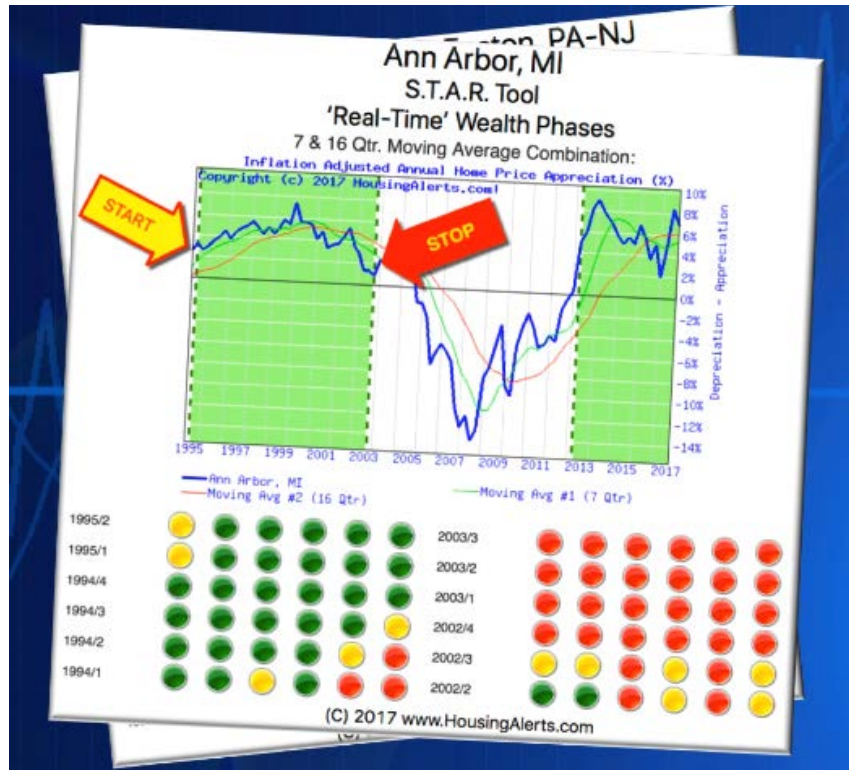 PA-NJ
Ann Arbor, MI
S.T.A.R. Tool
'Real-Time' Wealth Phases
7 & 16 Qtr. Moving Average Combination:
Inflation Adjusted Annual Home Price Appreciation (%)
Copyright (c) 2017 HousingAlerts.com!
START
STOP
10%
8%
6%
4%
2%
0%
-2%
-4%
-6%
-8%
-10%
-12%
-14%
Depreciation - Appreciation
1995 1997 1999 2001 2003 2005 2007 2009 2011 2013 2015 2017
Ann Arbor, MI
Moving Avg #2 (16 Qtr) Moving Avg #1 (7 Qtr)
1995/2 2003/3
1995/1 2003/2
1994/4 2003/1
1994/3 2002/4
1994/2 2002/3
1994/1 2002/2
(C) 2017 www.HousingAlerts.com